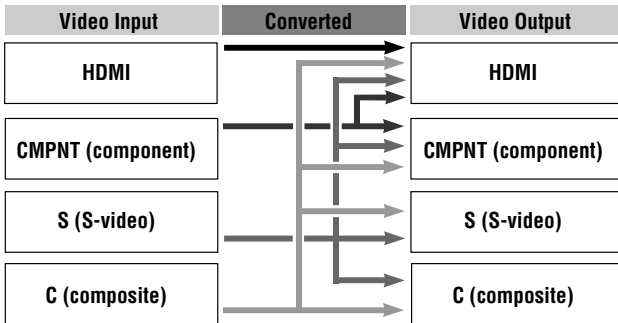 Video Input Converted Video Output
HDMI HDMI
CMPNT (component) CMPNT (component)
S (S-video) S (S-video)
C (composite) C (composite)